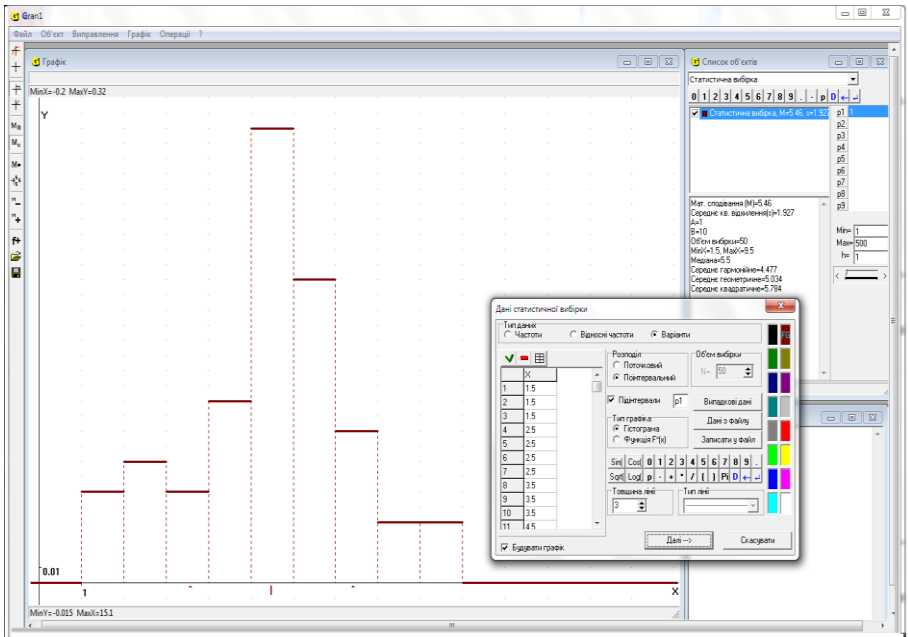 Gran1
Файл Об'єкт Виправлення Графік Операції ?
Графік
MinX=-0.2 MaxY=0.32
Y
0.01
1
1
X
MinY=-0.015 MaxX=15.1
Список об'єктів
Статистична вибірка
0 1 2 3 4 5 6 7 8 9 . - p D ← ↵
Статистична вибірка, M=5.46, s=1.927
p1 1
p2
p3
p4
p5
p6
p7
p8
p9
Мат. сподівання (M)=5.46
Середнє кв. відхилення(s)=1.927
A=1
B=10
Об'єм вибірки=50
MinX=1.5, MaxX=9.5
Медіана=5.5
Середнє гармонійне=4.477
Середнє геометричне=5.034
Середнє квадратичне=5.784
Min= 1
Max= 500
h= 1
Дані статистичної вибірки
Тип даних
Частоти Відносні частоти Варіанти
X
1 1.5
2 1.5
3 1.5
4 2.5
5 2.5
6 2.5
7 2.5
8 3.5
9 3.5
10 3.5
11 4.5
Розподіл
Поточковий
Поінтервальний
Об'єм вибірки
N= 50
Підінтервали p1
Випадкові дані
Тип графіка
Гістограма
Функція F*(x)
Дані з файлу
Записати у файл
Sin( Cos( 0 1 2 3 4 5 6 7 8 9 .
Sqrt( Log( p - + * / ( ) Pi D ← ↵
Товщина лінії
3
Тип лінії
Будувати графік
Далі -->
Скасувати